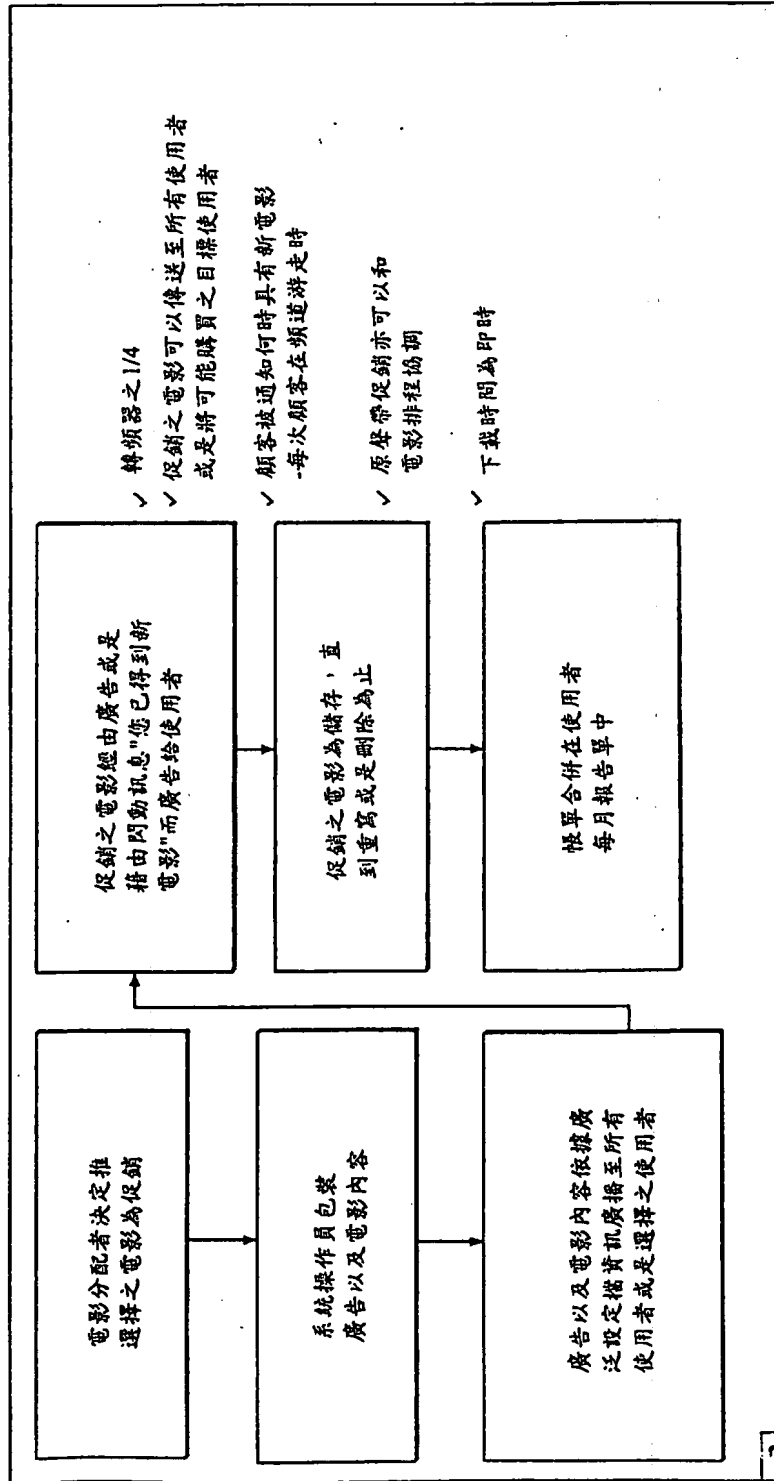 電影分配者決定推
選擇之電影為促銷
系統操作員包裝
廣告以及電影內容
廣告以及電影內容依據廣
泛設定檔資訊廣播至所有
使用者或是選擇之使用者
促銷之電影經由廣告或是
藉由閃動訊息"您已得到新
電影"而廣告給使用者
促銷之電影為儲存，直
到重寫或是刪除為止
帳單合併在使用者
每月報告單中
✓ 轉頻器之1/4
✓ 促銷之電影可以傳送至所有使用者
或是將可能購買之目標使用者
✓ 顧客被通知何時具有新電影
-每次顧客在頻道游走時
✓ 原聲帶促銷亦可以和
電影排程協調
✓ 下載時間為即時